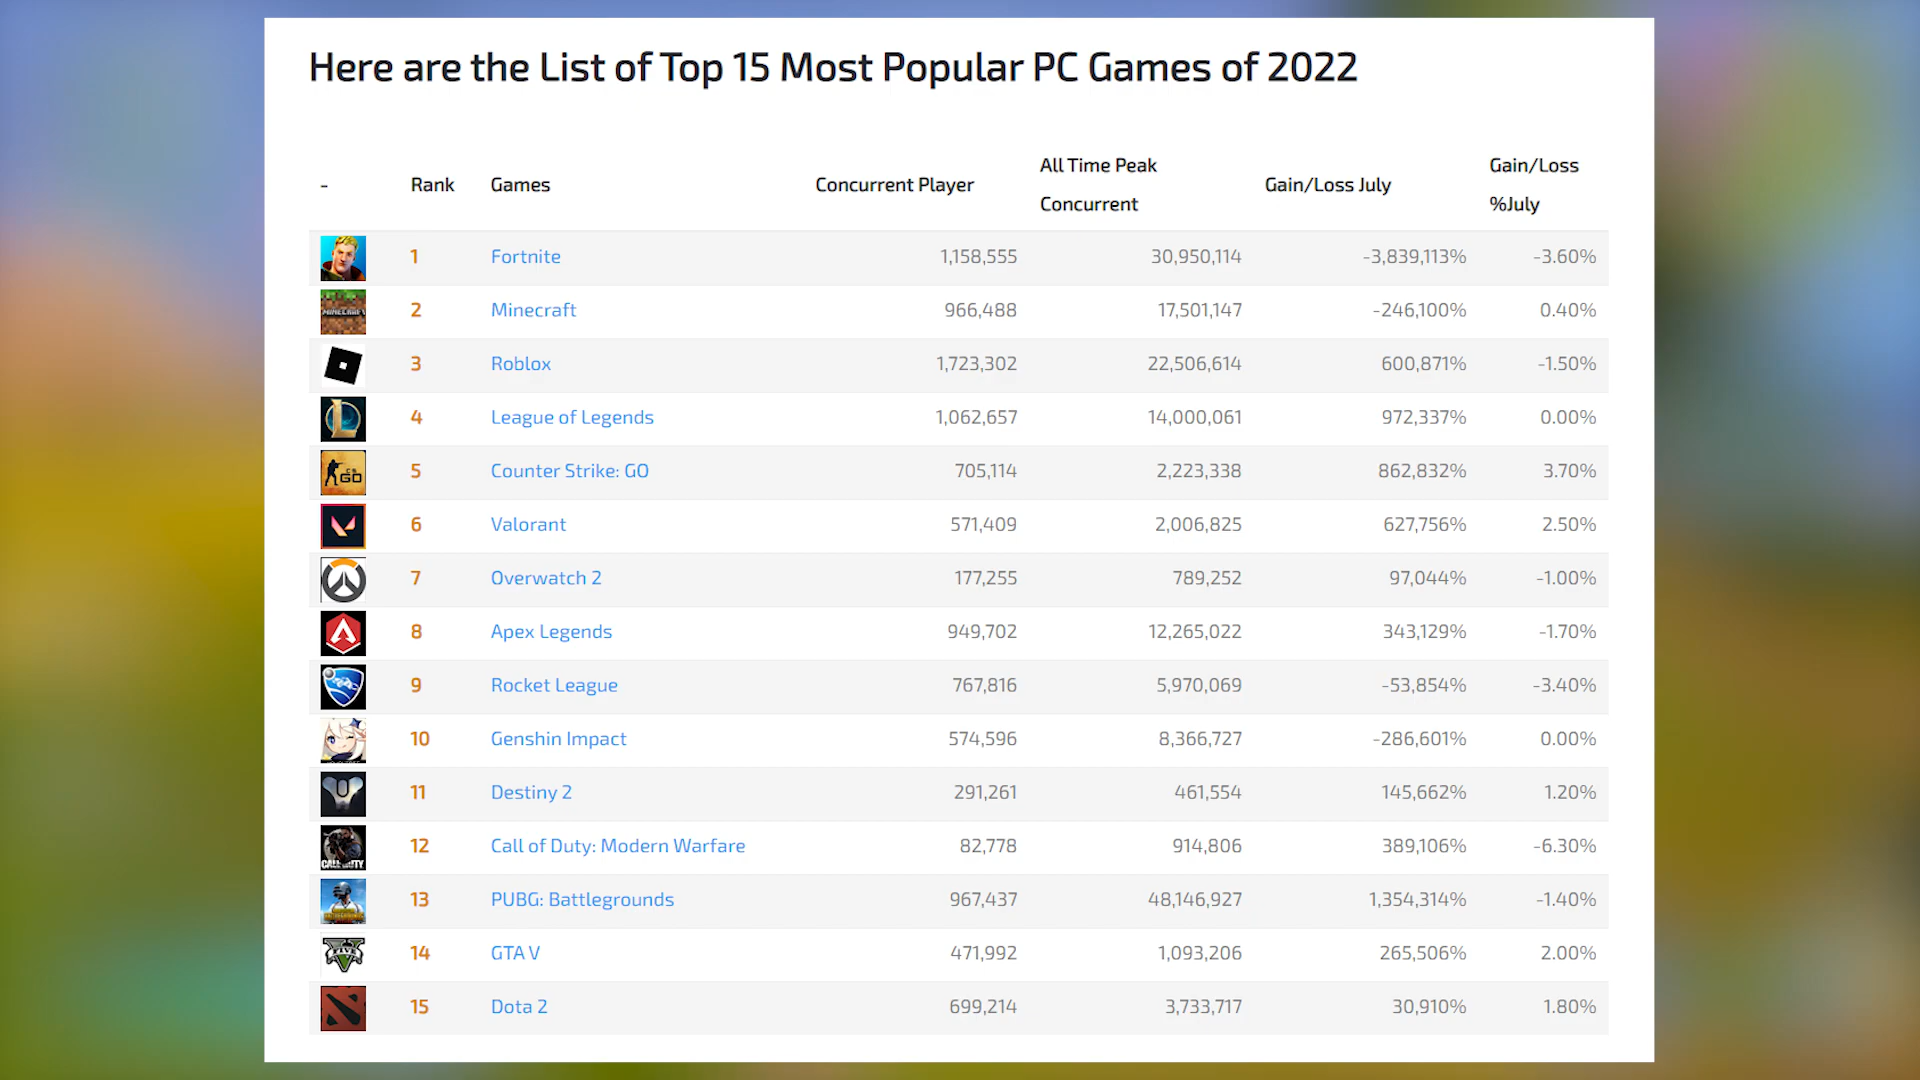 Here are the List of Top 15 Most Popular PC Games of 2022
- Rank Games Concurrent Player All Time Peak Concurrent Gain/Loss July Gain/Loss %July
1 Fortnite 1,158,555 30,950,114 -3,839,113% -3.60%
MINECRAFT 2 Minecraft 966,488 17,501,147 -246,100% 0.40%
3 Roblox 1,723,302 22,506,614 600,871% -1.50%
4 League of Legends 1,062,657 14,000,061 972,337% 0.00%
CS GO 5 Counter Strike: GO 705,114 2,223,338 862,832% 3.70%
6 Valorant 571,409 2,006,825 627,756% 2.50%
7 Overwatch 2 177,255 789,252 97,044% -1.00%
8 Apex Legends 949,702 12,265,022 343,129% -1.70%
9 Rocket League 767,816 5,970,069 -53,854% -3.40%
10 Genshin Impact 574,596 8,366,727 -286,601% 0.00%
11 Destiny 2 291,261 461,554 145,662% 1.20%
CALL OF DUTY 12 Call of Duty: Modern Warfare 82,778 914,806 389,106% -6.30%
13 PUBG: Battlegrounds 967,437 48,146,927 1,354,314% -1.40%
FIVE 14 GTA V 471,992 1,093,206 265,506% 2.00%
15 Dota 2 699,214 3,733,717 30,910% 1.80%